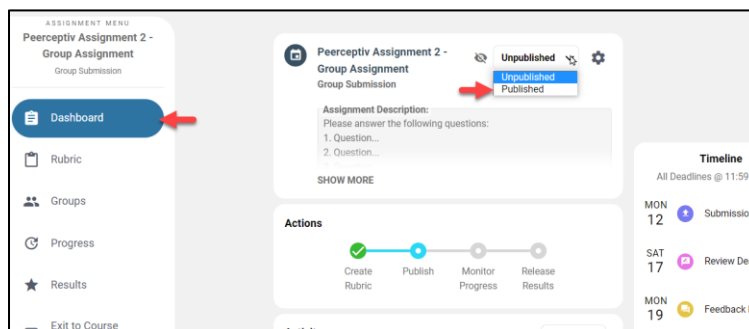 ASSIGNMENT MENU
Peerceptiv Assignment 2 -
Group Assignment
Group Submission
Dashboard
Rubric
Groups
Progress
Results
Exit to Course
Peerceptiv Assignment 2 -
Group Assignment
Group Submission
Unpublished
Unpublished
Published
Assignment Description:
Please answer the following questions:
1. Question...
2. Question...
SHOW MORE
Actions
Create
Rubric
Publish
Monitor
Progress
Release
Results
Timeline
All Deadlines @ 11:59
MON
12
Submissio
SAT
17
Review De
MON
19
Feedback